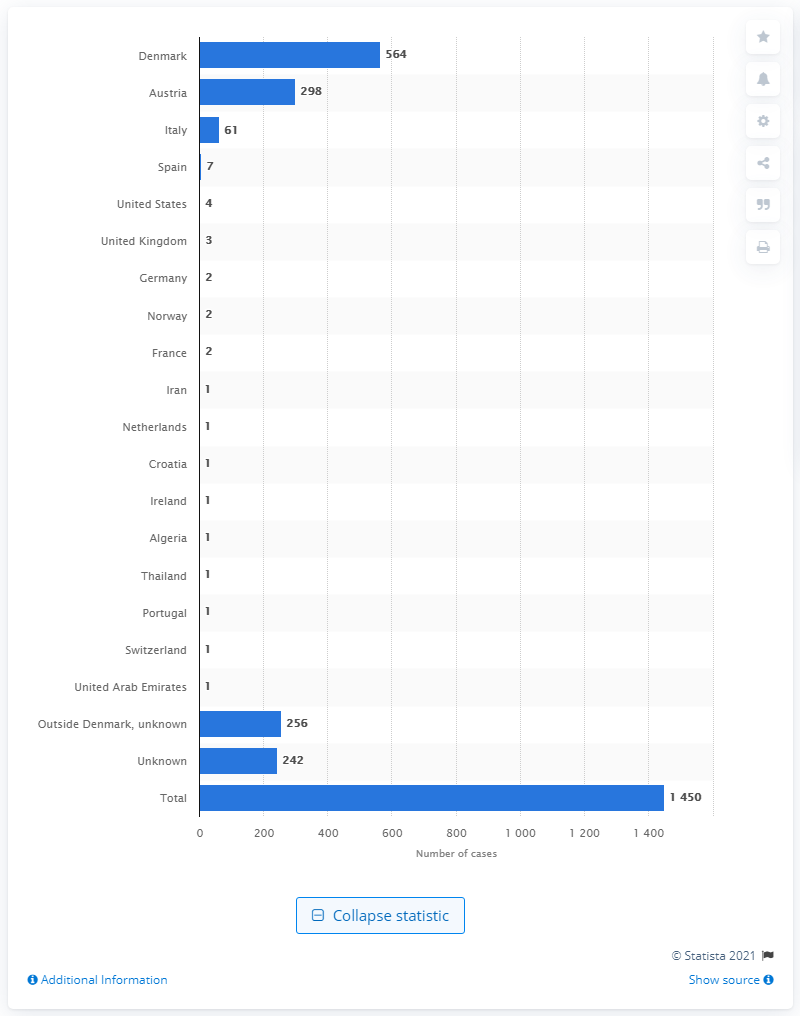 Denmark 564
Austria 298
Italy 61
Spain 7
United States 4
United Kingdom 3
Germany 2
Norway 2
France 2
Iran 1
Netherlands 1
Croatia 1
Ireland 1
Algeria 1
Thailand 1
Portugal 1
Switzerland 1
United Arab Emirates 1
Outside Denmark, unknown 256
Unknown 242
Total 1 450
0 200 400 600 800 1 000 1 200 1 400
Number of cases
Collapse statistic
© Statista 2021
Additional Information Show source